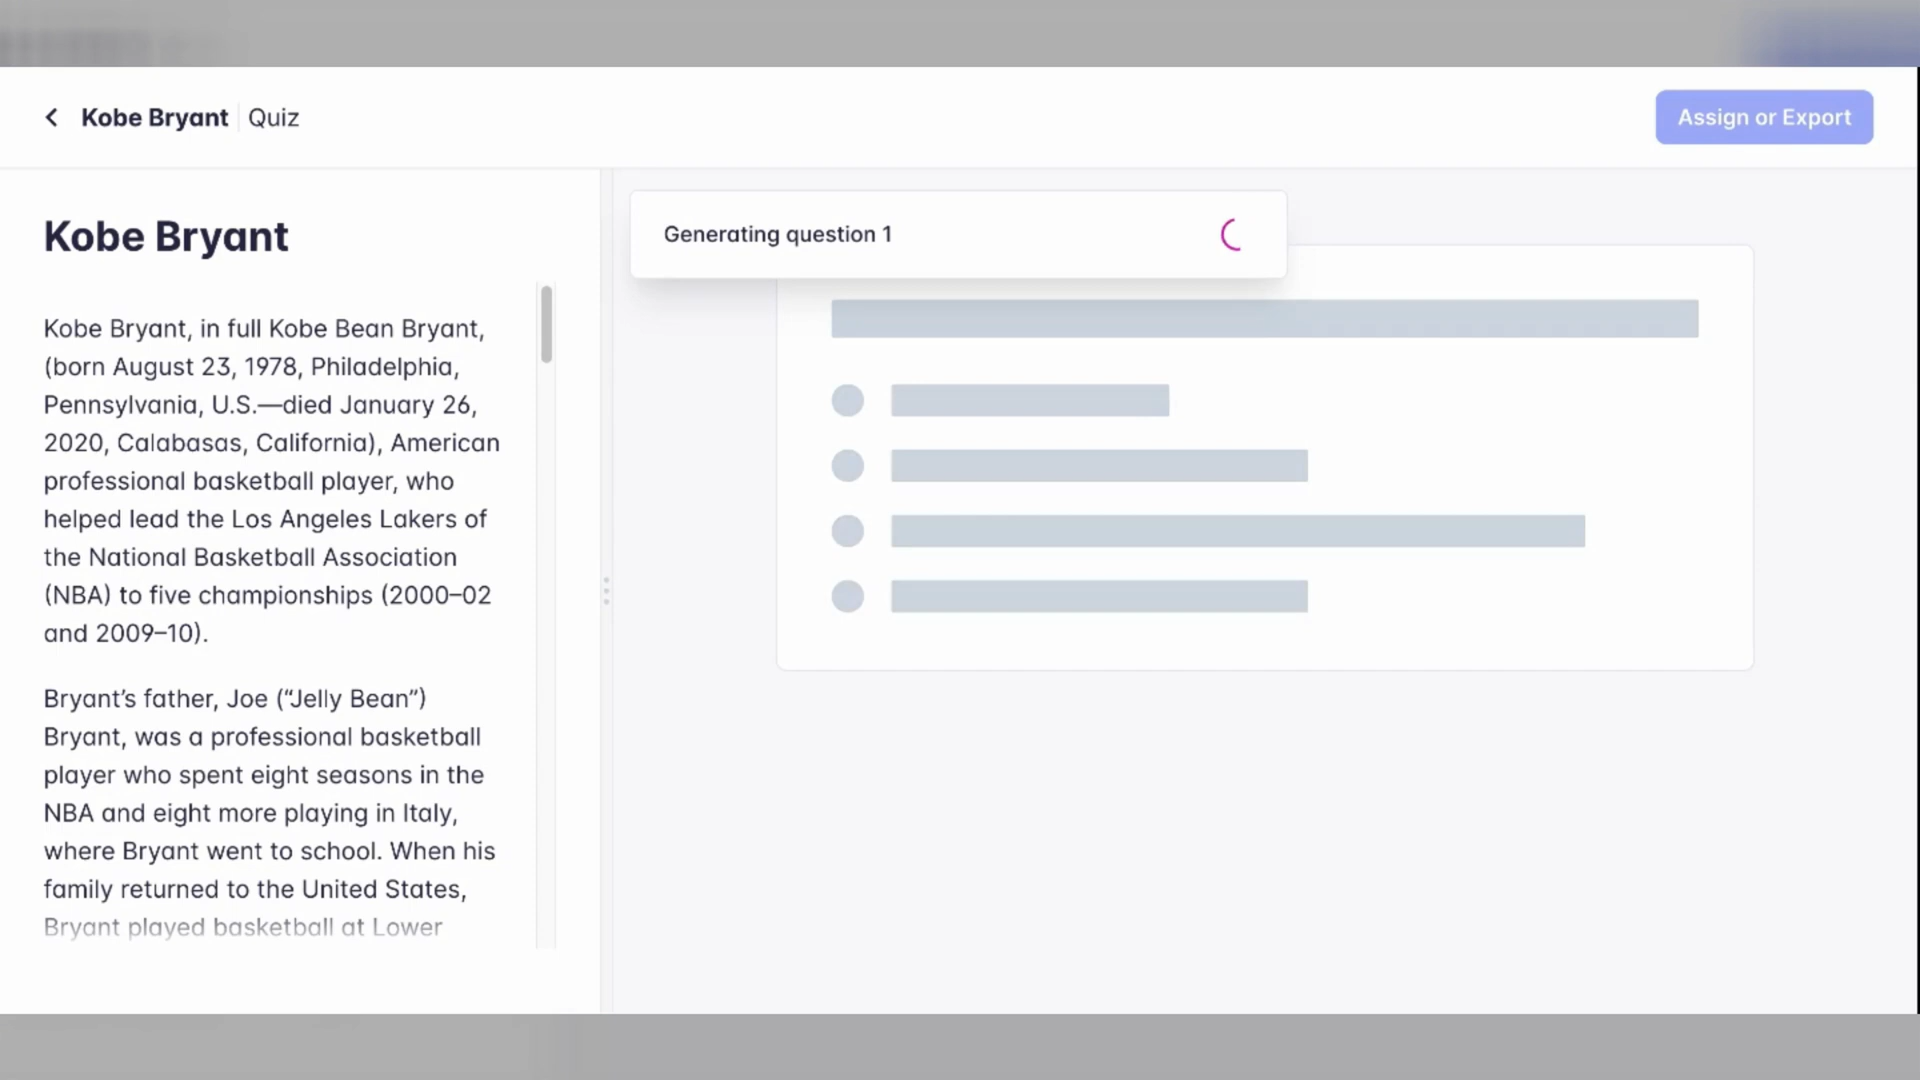 Kobe Bryant Quiz
Assign or Export
Kobe Bryant
Kobe Bryant, in full Kobe Bean Bryant,
(born August 23, 1978, Philadelphia,
Pennsylvania, U.S.—died January 26,
2020, Calabasas, California), American
professional basketball player, who
helped lead the Los Angeles Lakers of
the National Basketball Association
(NBA) to five championships (2000–02
and 2009–10).
Bryant’s father, Joe (“Jelly Bean”)
Bryant, was a professional basketball
player who spent eight seasons in the
NBA and eight more playing in Italy,
where Bryant went to school. When his
family returned to the United States,
Bryant played basketball at Lower
Generating question 1